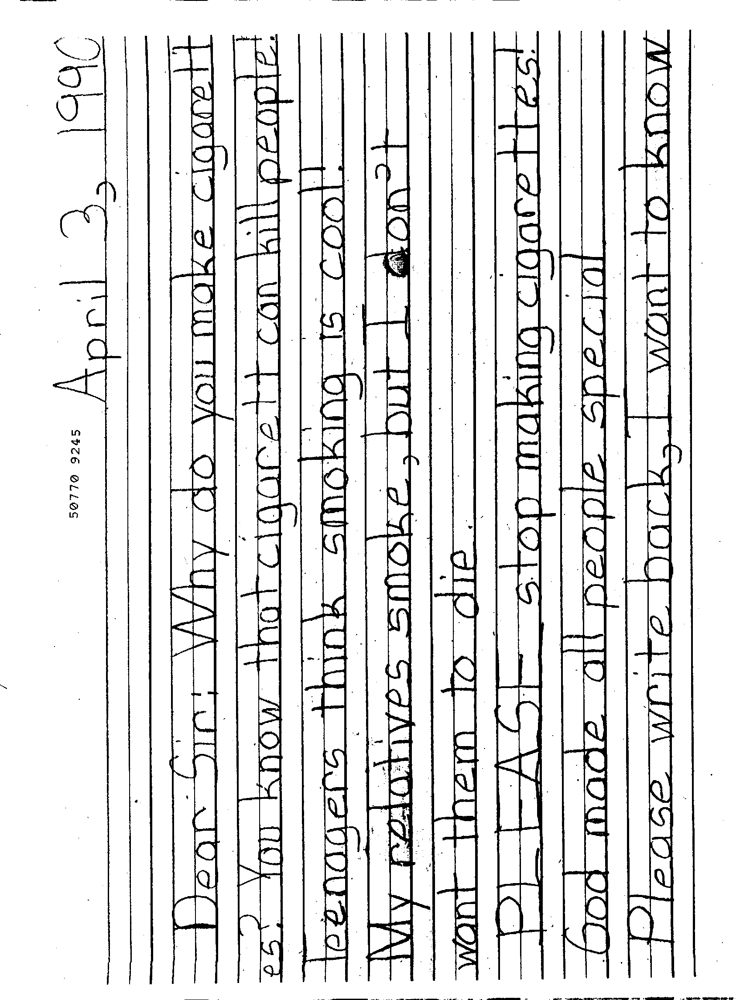 April 3, 1990
50770 9245
Dear Sir; Why do you make cigarett
es? You know that cigarett can kill people!
Teenagers think smoking is cool!
My relatives smoke, but I don't
want them to die.
PLEASE stop making cigarettes!
God made all people special
Please write back, I want to know